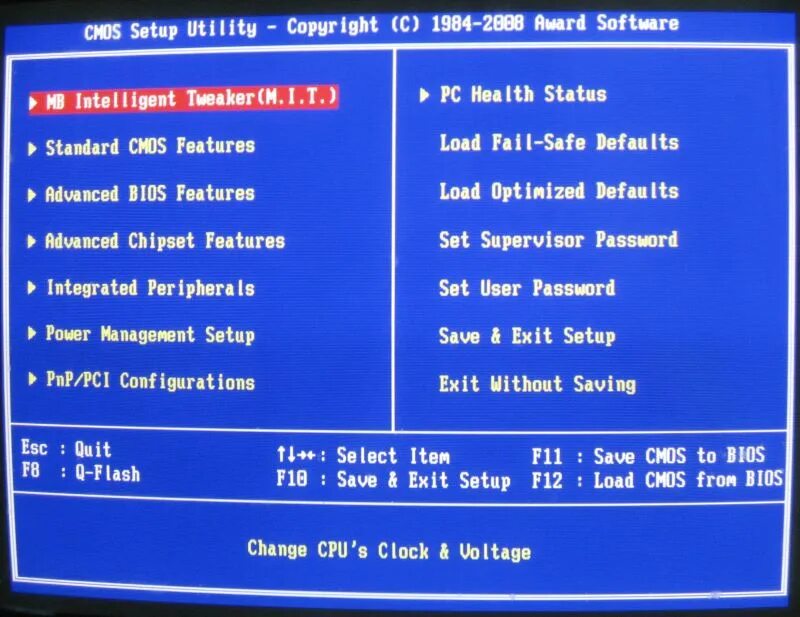 CMOS Setup Utility - Copyright (C) 1984-2008 Award Software
MB Intelligent Tweaker(M.I.T.)
Standard CMOS Features
Advanced BIOS Features
Advanced Chipset Features
Integrated Peripherals
Power Management Setup
PnP/PCI Configurations
PC Health Status
Load Fail-Safe Defaults
Load Optimized Defaults
Set Supervisor Password
Set User Password
Save & Exit Setup
Exit Without Saving
Esc : Quit
F8 : Q-Flash
↑↓→←: Select Item
F10 : Save & Exit Setup
F11 : Save CMOS to BIOS
F12 : Load CMOS from BIOS
Change CPU's Clock & Voltage